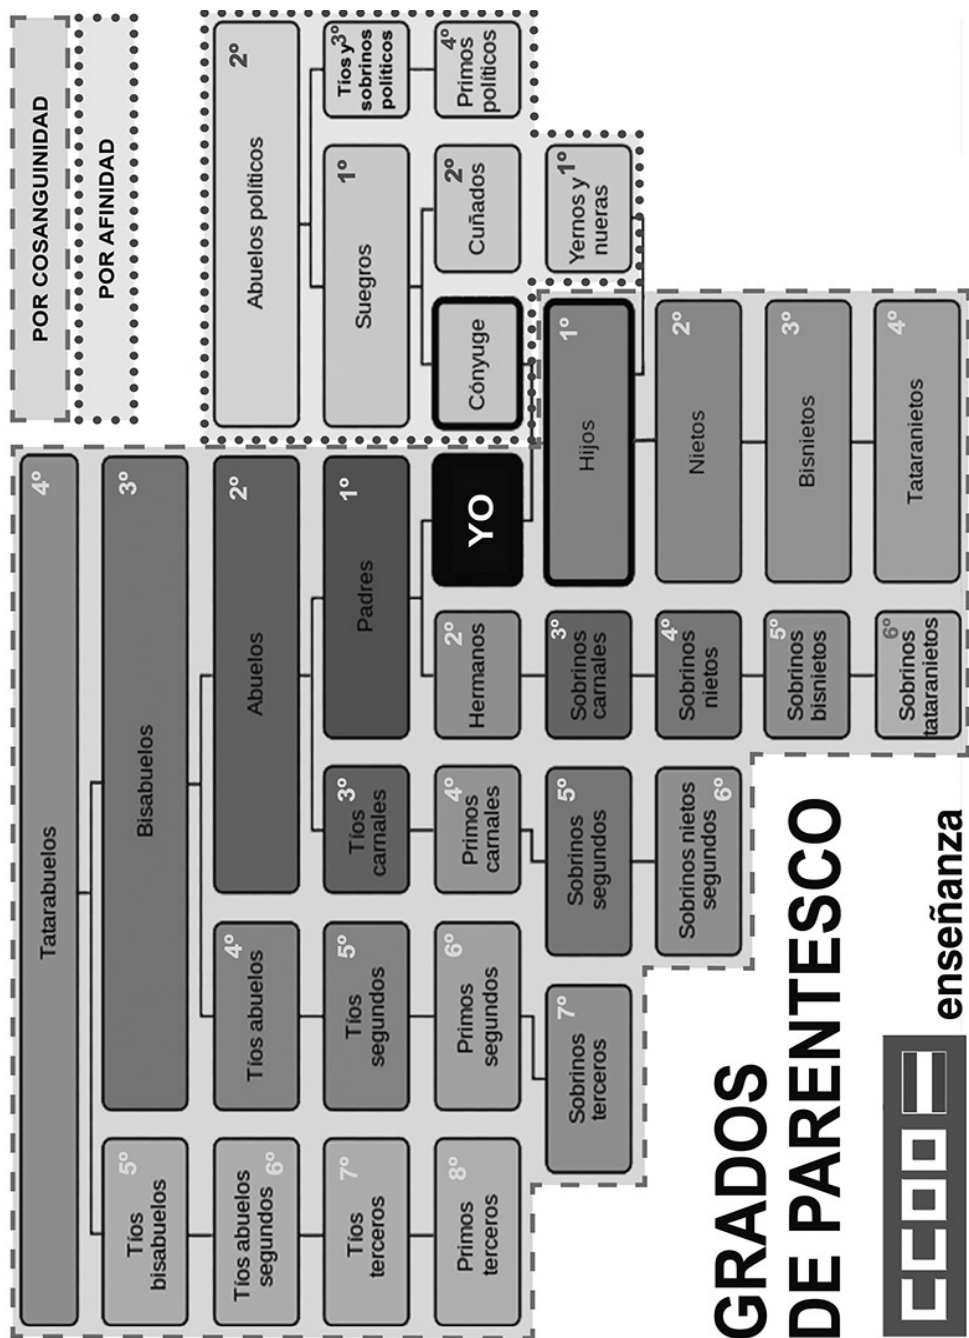 Tatarabuelos 4º
POR COSANGUINIDAD
POR AFINIDAD
Tíos 5º
bisabuelos
Bisabuelos 3º
Tíos abuelos
segundos 6º
Tíos abuelos 4º
Abuelos 2º
Abuelos políticos 2º
Tíos 7º
terceros
Tíos 5º
segundos
Tíos 3º
carnales
Padres 1º
Suegros 1º
Tíos y 3º
sobrinos
políticos
Primos 8º
terceros
Primos 6º
segundos
Primos 4º
carnales
Hermanos 2º
YO
Cónyuge
Cuñados 2º
Primos 4º
políticos
Sobrinos 7º
terceros
Sobrinos 5º
segundos
Sobrinos 3º
carnales
Hijos 1º
Yernos y 1º
nueras
Sobrinos nietos
segundos 6º
Sobrinos 4º
nietos
Nietos 2º
Sobrinos 5º
bisnietos
Bisnietos 3º
Sobrinos 6º
tataranietos
Tataranietos 4º
GRADOS
DE PARENTESCO
CCOO
enseñanza